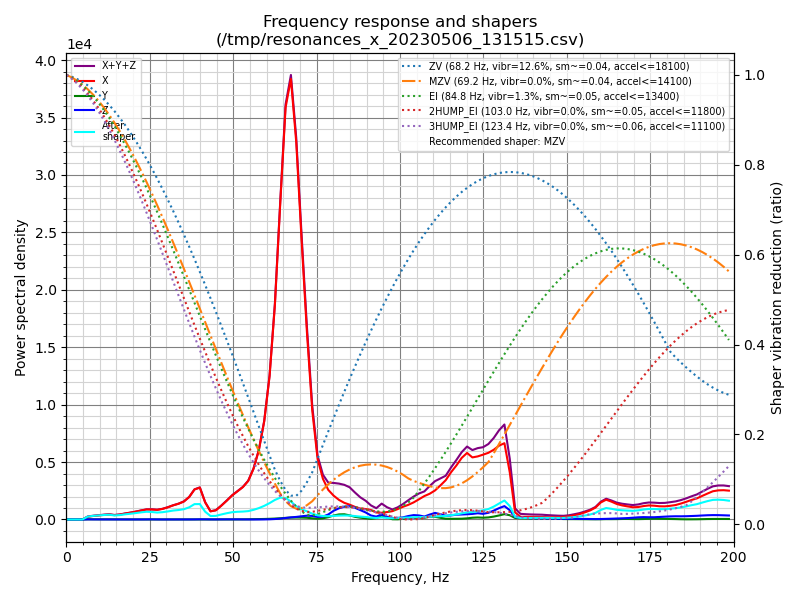 Frequency response and shapers
(/tmp/resonances_x_20230506_131515.csv)
1e4
4.0
3.5
3.0
2.5
2.0
1.5
1.0
0.5
0.0
Power spectral density
X+Y+Z
X
Y
Z
After
shaper
ZV (68.2 Hz, vibr=12.6%, sm~=0.04, accel<=18100)
MZV (69.2 Hz, vibr=0.0%, sm~=0.04, accel<=14100)
EI (84.8 Hz, vibr=1.3%, sm~=0.05, accel<=13400)
2HUMP_EI (103.0 Hz, vibr=0.0%, sm~=0.05, accel<=11800)
3HUMP_EI (123.4 Hz, vibr=0.0%, sm~=0.06, accel<=11100)
Recommended shaper: MZV
1.0
0.8
0.6
0.4
0.2
0.0
Shaper vibration reduction (ratio)
0 25 50 75 100 125 150 175 200
Frequency, Hz